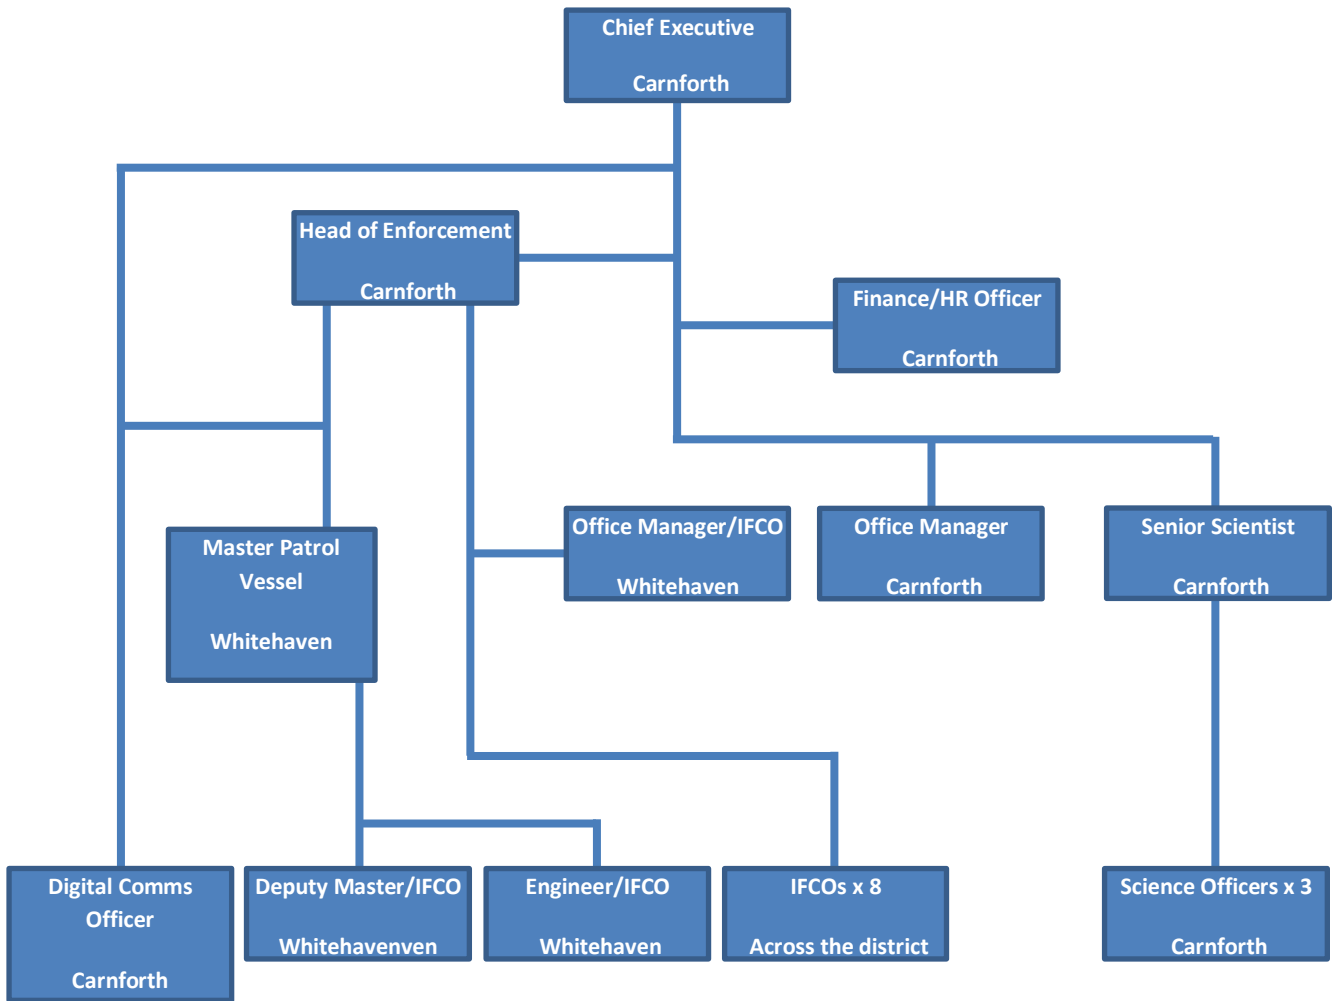 Chief Executive
Carnforth
Head of Enforcement
Carnforth
Finance/HR Officer
Carnforth
Master Patrol
Vessel
Whitehaven
Office Manager/IFCO
Whitehaven
Office Manager
Carnforth
Senior Scientist
Carnforth
Digital Comms
Officer
Carnforth
Deputy Master/IFCO
Whitehavenven
Engineer/IFCO
Whitehaven
IFCOs x 8
Across the district
Science Officers x 3
Carnforth